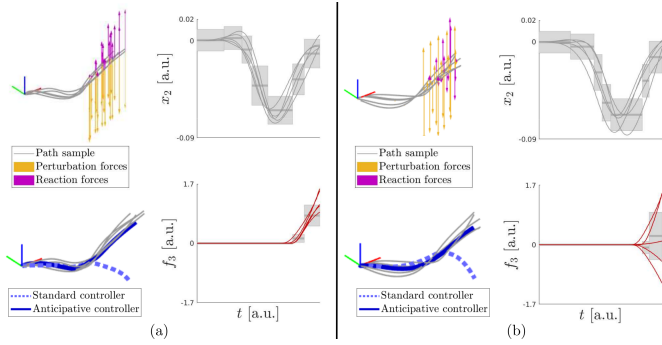 0.02
0
x2 [a.u.]
-0.09
Path sample
Perturbation forces
Reaction forces
1.7
0
f3 [a.u.]
-1.7
Standard controller
Anticipative controller
t [a.u.]
(a)
0.02
0
x2 [a.u.]
-0.09
Path sample
Perturbation forces
Reaction forces
1.7
0
f3 [a.u.]
-1.7
Standard controller
Anticipative controller
t [a.u.]
(b)